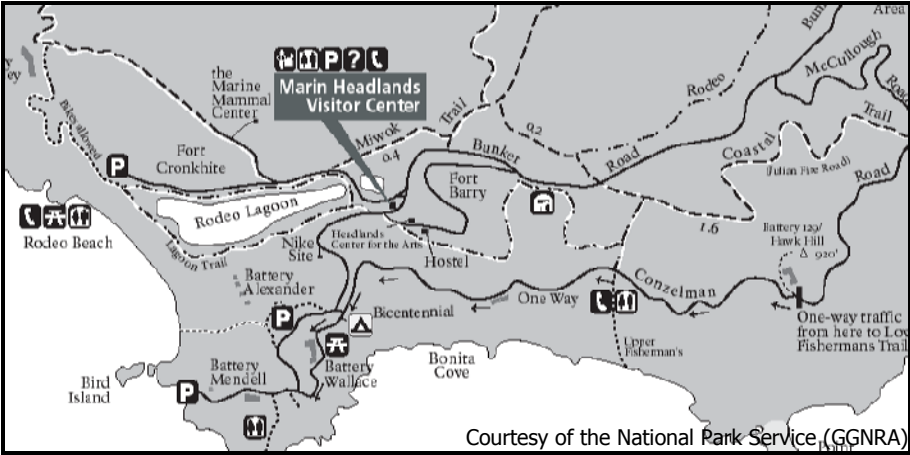 Area
McCullough
Road
Rodeo
the
Marine
Mammal
Center
P ?
Marin Headlands
Visitor Center
Trail
Miwok
0.4
0.2
Bunker
Road
Coastal
Trail
(Julian Fire Road)
Road
Bikes allowed
P
Fort
Cronkhite
Rodeo Lagoon
Rodeo Beach
Lagoon Trail
Fort
Barry
Headlands
Center for the Arts
Hostel
Nike
Site
1.6
Battery 129/
Hawk Hill
920'
Battery
Alexander
P
Bicentennial
One Way
Conzelman
One-way traffic
from here to Lo
Fishermans Trail
Upper
Fisherman's
Bonita
Cove
Battery
Wallace
Battery
Mendell
Bird
Island
P
Courtesy of the National Park Service (GGNRA)